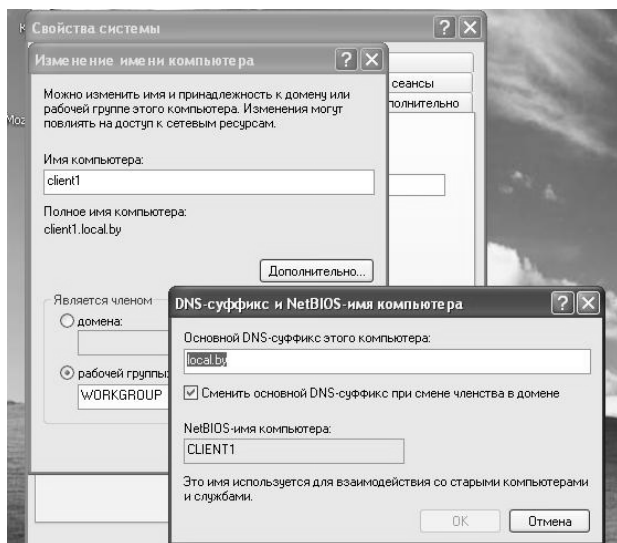 Свойства системы
Изменение имени компьютера
сеансы
Можно изменить имя и принадлежность к домену или
рабочей группе этого компьютера. Изменения могут
повлиять на доступ к сетевым ресурсам.
Имя компьютера:
client1
Полное имя компьютера:
client1.local.by
Дополнительно...
Является членом
домена:
рабочей группы:
WORKGROUP
DNS-суффикс и NetBIOS-имя компьютера
Основной DNS-суффикс этого компьютера:
local.by
Сменить основной DNS-суффикс при смене членства в домене
NetBIOS-имя компьютера:
CLIENT1
Это имя используется для взаимодействия со старыми компьютерами
и службами.
OK
Отмена